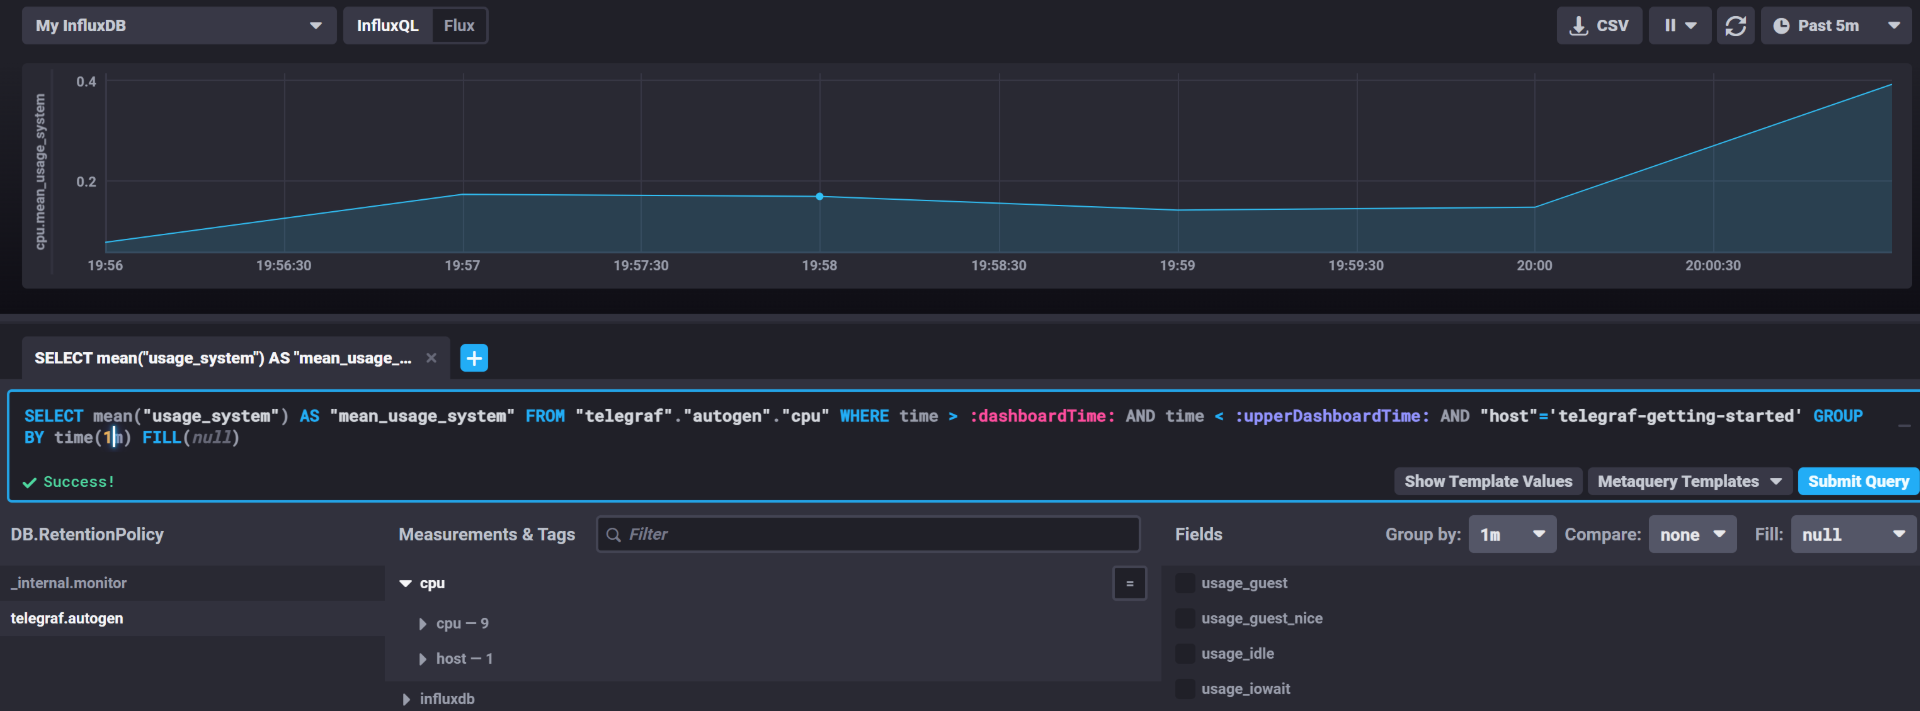 My InfluxDB
InfluxQL Flux
CSV
Past 5m
cpu.mean_usage_system
0.4
0.2
19:56 19:56:30 19:57 19:57:30 19:58 19:58:30 19:59 19:59:30 20:00 20:00:30
SELECT mean("usage_system") AS "mean_usage_...
SELECT mean("usage_system") AS "mean_usage_system" FROM "telegraf"."autogen"."cpu" WHERE time > :dashboardTime: AND time < :upperDashboardTime: AND "host"='telegraf-getting-started' GROUP
BY time(1m) FILL(null)
Success!
Show Template Values
Metaquery Templates
Submit Query
DB.RetentionPolicy
Measurements & Tags
Filter
Fields
Group by: 1m Compare: none Fill: null
_internal.monitor
telegraf.autogen
cpu
=
cpu — 9
host — 1
influxdb
usage_guest
usage_guest_nice
usage_idle
usage_iowait